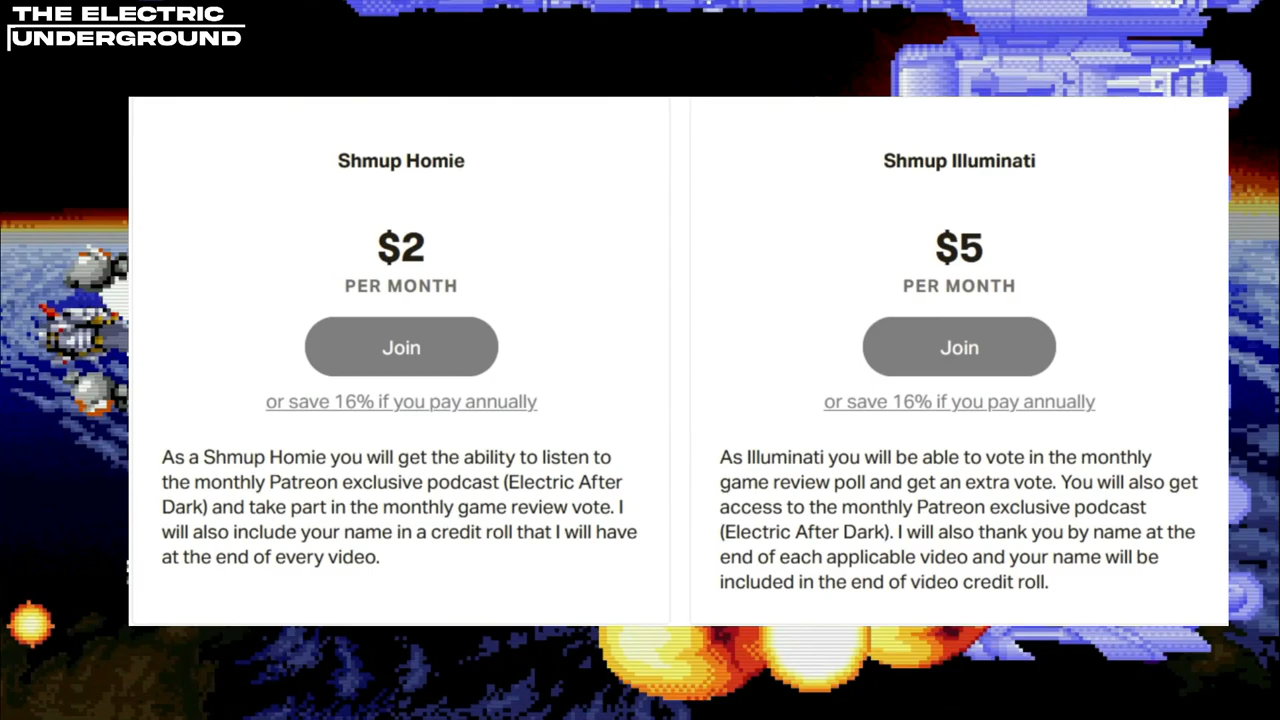 THE ELECTRIC
UNDERGROUND
Shmup Homie
$2
PER MONTH
Join
or save 16% if you pay annually
As a Shmup Homie you will get the ability to listen to
the monthly Patreon exclusive podcast (Electric After
Dark) and take part in the monthly game review vote. I
will also include your name in a credit roll that I will have
at the end of every video.
Shmup Illuminati
$5
PER MONTH
Join
or save 16% if you pay annually
As Illuminati you will be able to vote in the monthly
game review poll and get an extra vote. You will also get
access to the monthly Patreon exclusive podcast
(Electric After Dark). I will also thank you by name at the
end of each applicable video and your name will be
included in the end of video credit roll.